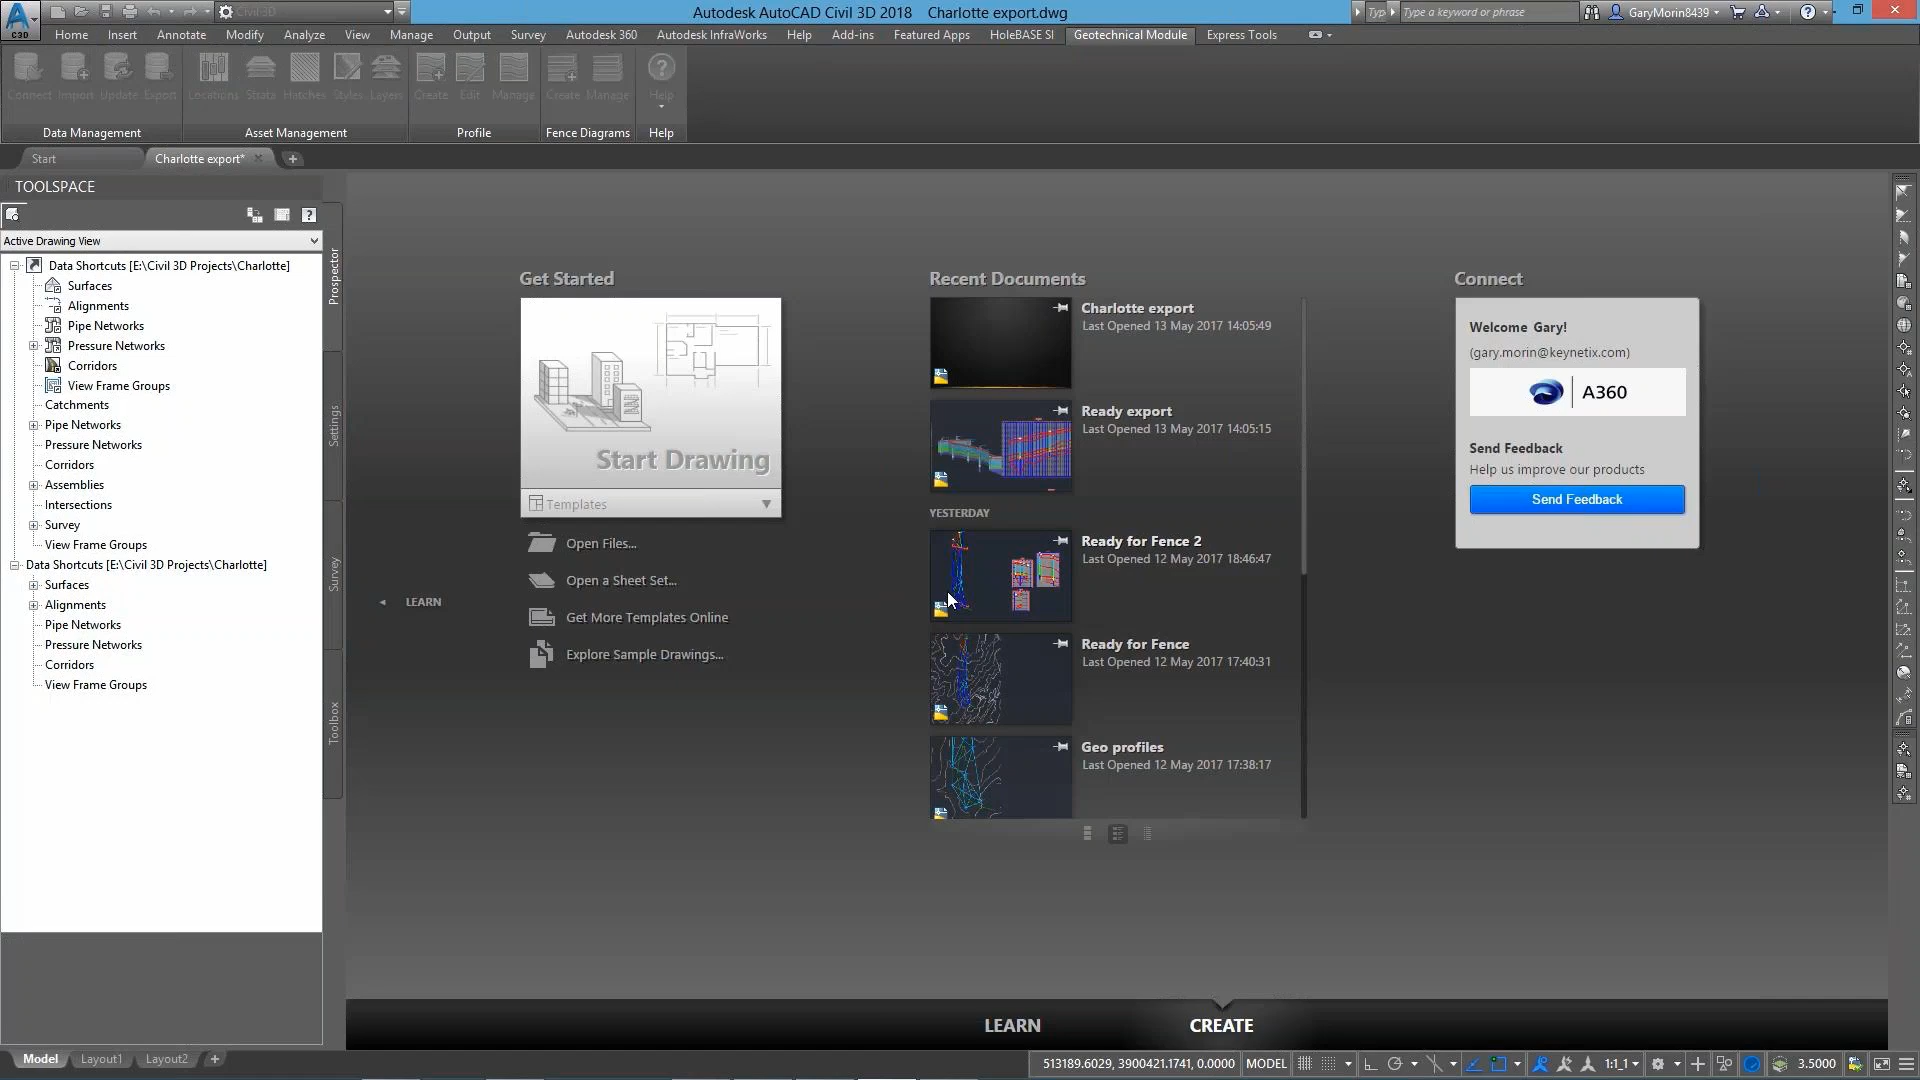 Civil 3D
Autodesk AutoCAD Civil 3D 2018 Charlotte export.dwg
Typ
Type a keyword or phrase
GaryMorin8439
C3D
Home Insert Annotate Modify Analyze View Manage Output Survey Autodesk 360 Autodesk InfraWorks Help Add-ins Featured Apps HoleBASE SI Geotechnical Module Express Tools
Connect Import Update Export Locations Strata Hatches Styles Layers Create Edit Manage Create Manage Help
Data Management Asset Management Profile Fence Diagrams Help
Start Charlotte export*
TOOLSPACE
Active Drawing View
Data Shortcuts [E:\Civil 3D Projects\Charlotte]
Surfaces
Alignments
Pipe Networks
Pressure Networks
Corridors
View Frame Groups
Catchments
Pipe Networks
Pressure Networks
Corridors
Assemblies
Intersections
Survey
View Frame Groups
Data Shortcuts [E:\Civil 3D Projects\Charlotte]
Surfaces
Alignments
Pipe Networks
Pressure Networks
Corridors
View Frame Groups
Prospector
Settings
Survey
Toolbox
LEARN
Get Started
Start Drawing
Templates
Open Files...
Open a Sheet Set...
Get More Templates Online
Explore Sample Drawings...
Recent Documents
Charlotte export
Last Opened 13 May 2017 14:05:49
Ready export
Last Opened 13 May 2017 14:05:15
YESTERDAY
Ready for Fence 2
Last Opened 12 May 2017 18:46:47
Ready for Fence
Last Opened 12 May 2017 17:40:31
Geo profiles
Last Opened 12 May 2017 17:38:17
Connect
Welcome Gary!
(gary.morin@keynetix.com)
A360
Send Feedback
Help us improve our products
Send Feedback
LEARN CREATE
Model Layout1 Layout2
513189.6029, 3900421.1741, 0.0000 MODEL 1:1 3.5000